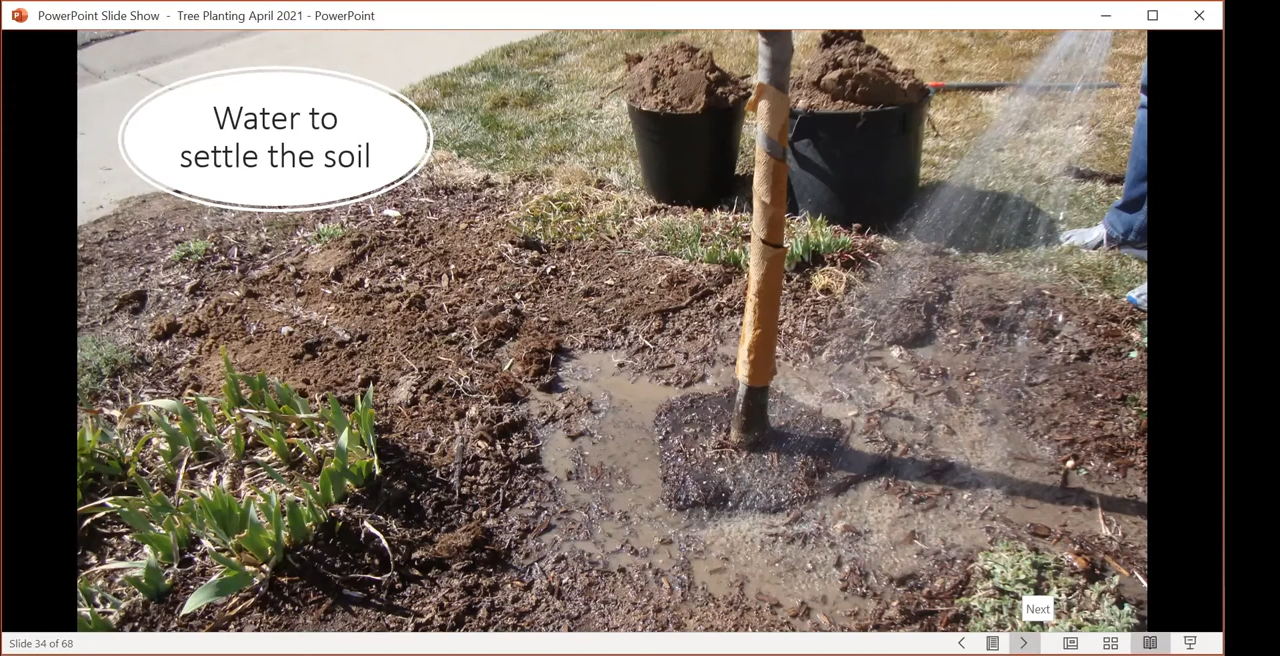 PowerPoint Slide Show - Tree Planting April 2021 - PowerPoint
Water to
settle the soil
Next
Slide 34 of 68